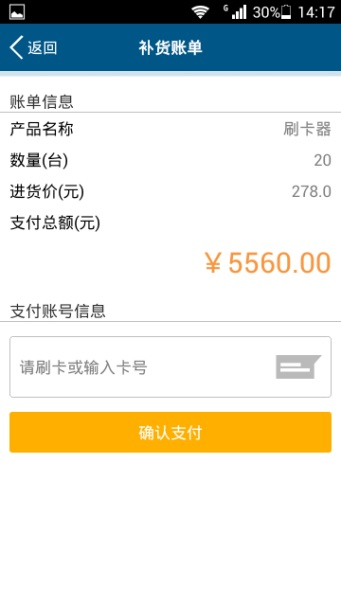 G 30% 14:17
返回 补货账单
账单信息
产品名称 刷卡器
数量(台) 20
进货价(元) 278.0
支付总额(元)
￥5560.00
支付账号信息
请刷卡或输入卡号
确认支付